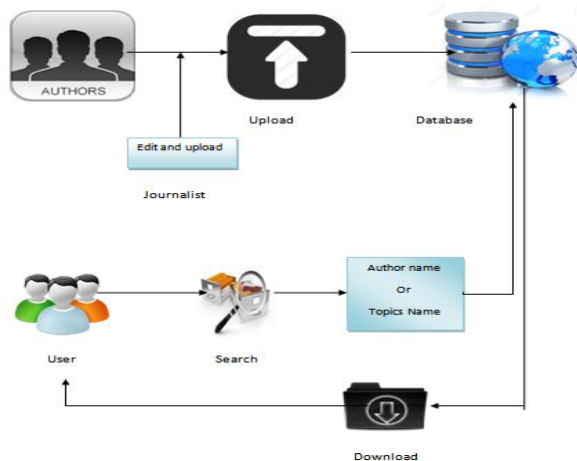 AUTHORS
Upload
Database
Edit and upload
Journalist
Author name
Or
Topics Name
User
Search
Download